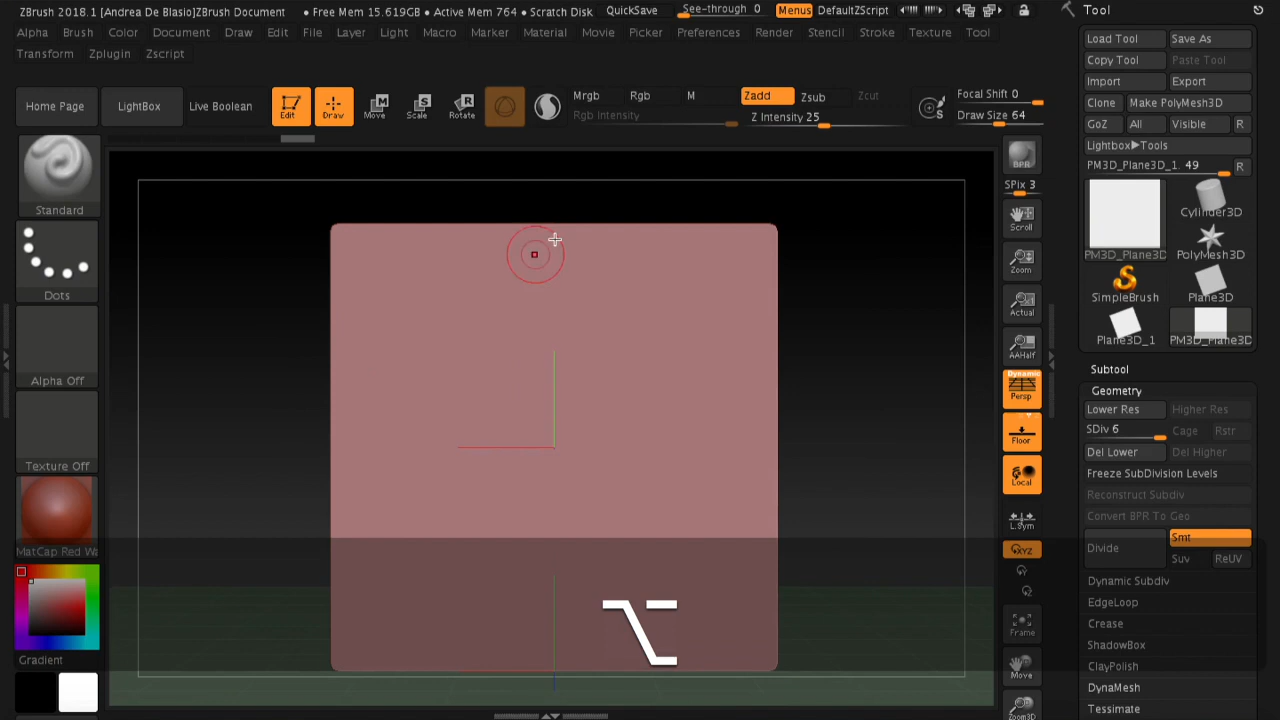 ZBrush 2018.1 [Andrea De Blasio]ZBrush Document • Free Mem 15.619GB • Active Mem 764 • Scratch Disk QuickSave See-through 0 Menus DefaultZScript
Alpha Brush Color Document Draw Edit File Layer Light Macro Marker Material Movie Picker Preferences Render Stencil Stroke Texture Tool
Transform Zplugin Zscript
Home Page LightBox Live Boolean Edit Draw Move Scale Rotate
Mrgb Rgb M Zadd Zsub Zcut
Rgb Intensity Z Intensity 25
Focal Shift 0
Draw Size 64
Standard
Dots
Alpha Off
Texture Off
MatCap Red Wa
Gradient
BPR
SPix 3
Scroll
Zoom
Actual
AAHalf
Dynamic
Persp
Floor
Local
L.Sym
XYZ
Y
Z
Frame
Move
Zoom3D
Tool
Load Tool Save As
Copy Tool Paste Tool
Import Export
Clone Make PolyMesh3D
GoZ All Visible R
Lightbox▶Tools
PM3D_Plane3D_1. 49 R
PM3D_Plane3D Cylinder3D
PolyMesh3D
SimpleBrush Plane3D
Plane3D_1 PM3D_Plane3D
Subtool
Geometry
Lower Res Higher Res
SDiv 6 Cage Rstr
Del Lower Del Higher
Freeze SubDivision Levels
Reconstruct Subdiv
Convert BPR To Geo
Divide Smt
Suv ReUV
Dynamic Subdiv
EdgeLoop
Crease
ShadowBox
ClayPolish
DynaMesh
Tessimate